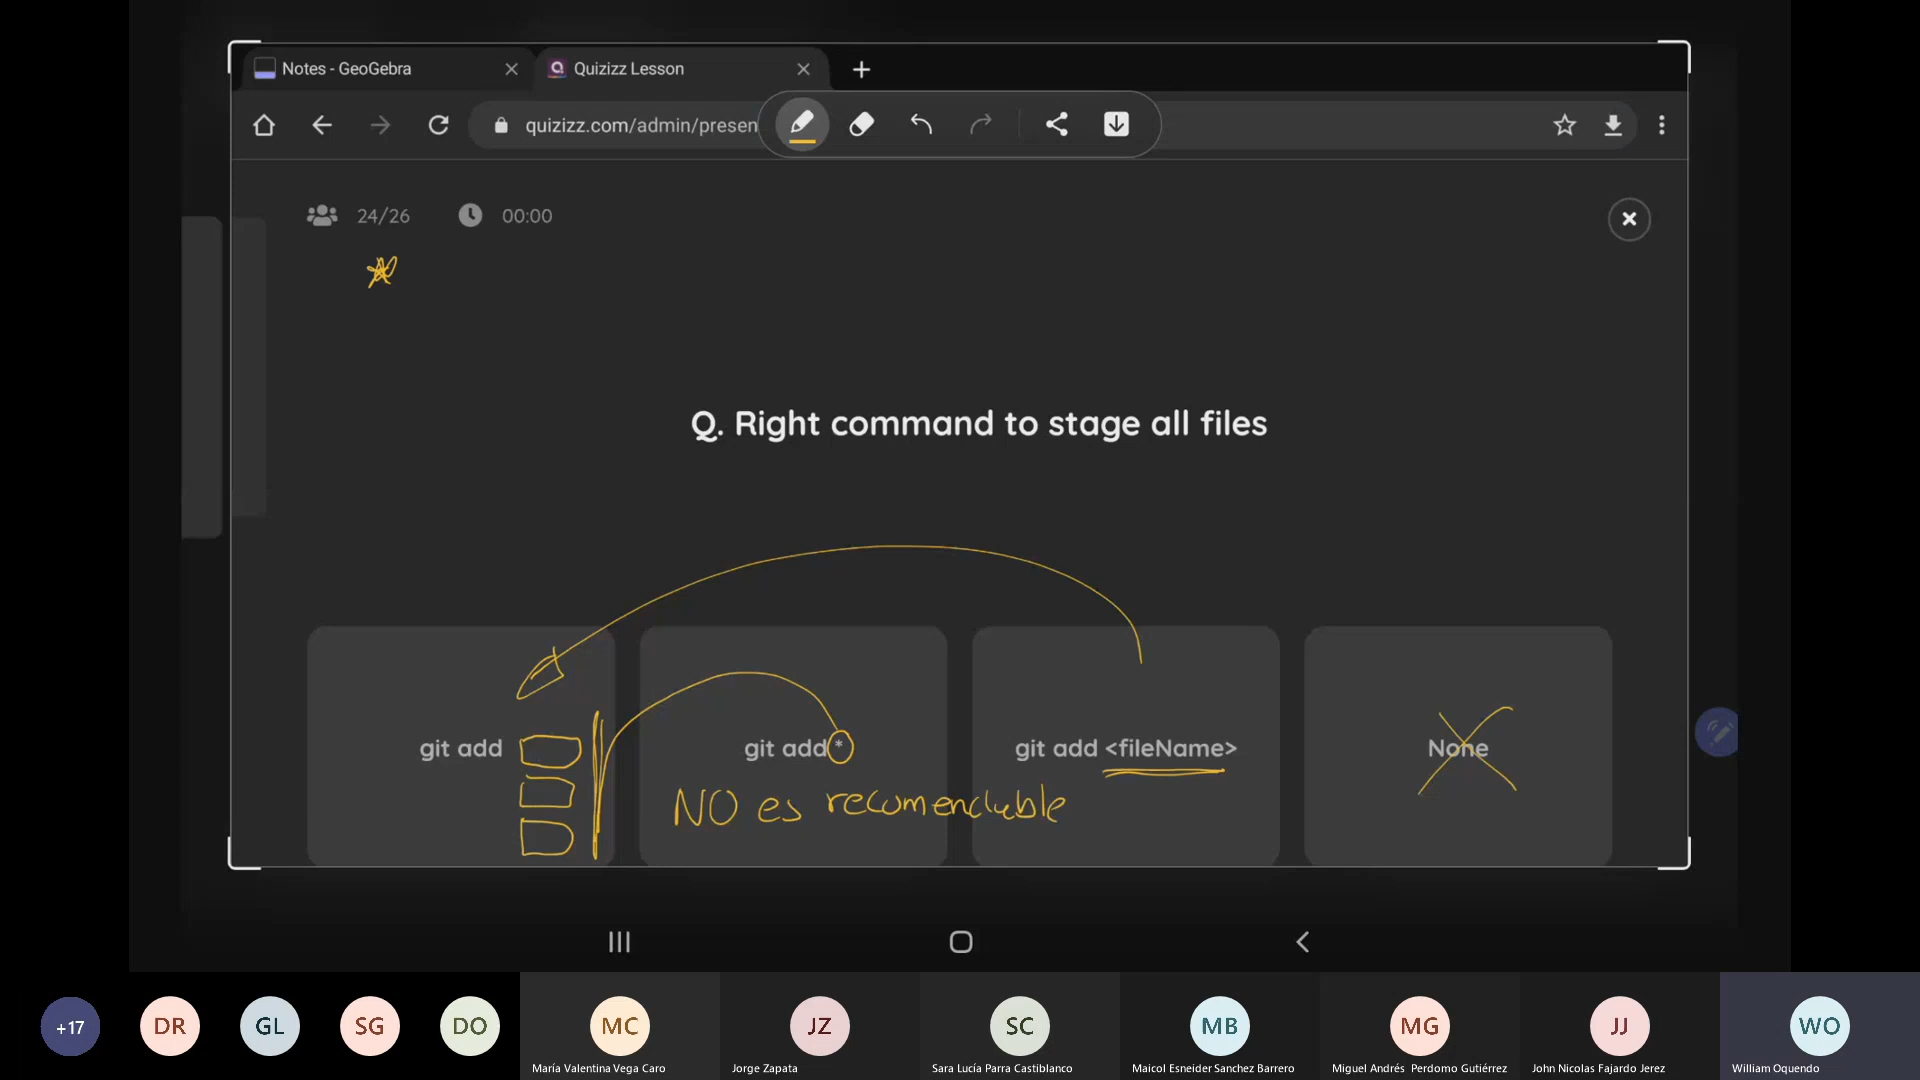 Notes - GeoGebra
Quizizz Lesson
quizizz.com/admin/presen
24/26
00:00
Q. Right command to stage all files
git add
git add *
git add <fileName>
None
NO es recomendable
+17
DR
GL
SG
DO
MC
JZ
SC
MB
MG
JJ
WO
María Valentina Vega Caro
Jorge Zapata
Sara Lucía Parra Castiblanco
Maicol Esneider Sanchez Barrero
Miguel Andrés Perdomo Gutiérrez
John Nicolas Fajardo Jerez
William Oquendo